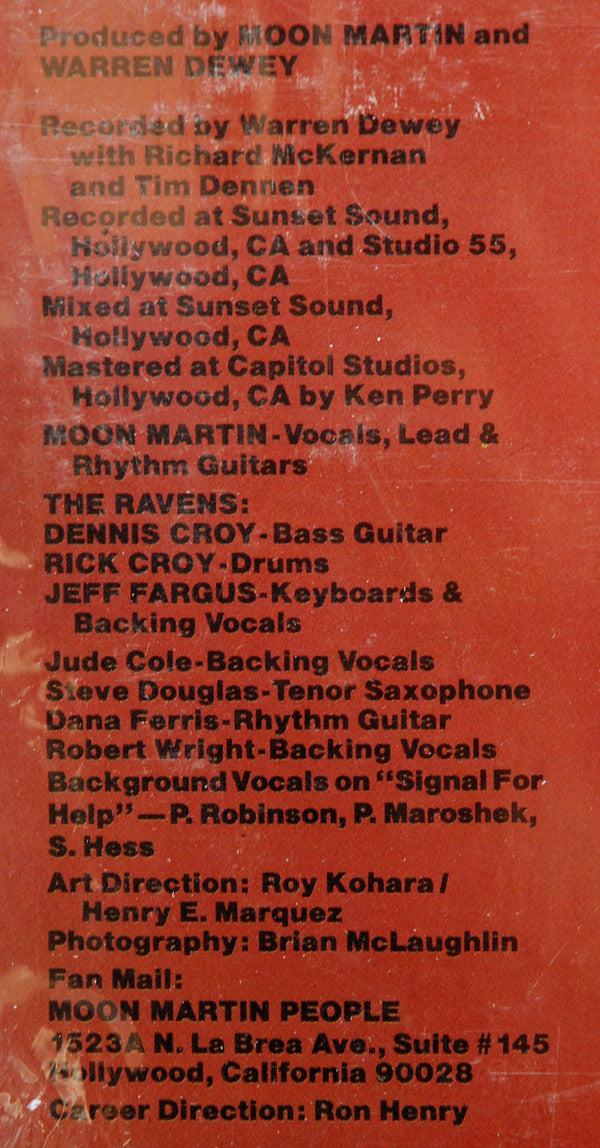 Produced by MOON MARTIN and
WARREN DEWEY
Recorded by Warren Dewey
with Richard McKernan
and Tim Dennen
Recorded at Sunset Sound,
Hollywood, CA and Studio 55,
Hollywood, CA
Mixed at Sunset Sound,
Hollywood, CA
Mastered at Capitol Studios,
Hollywood, CA by Ken Perry
MOON MARTIN-Vocals, Lead &
Rhythm Guitars
THE RAVENS:
DENNIS CROY-Bass Guitar
RICK CROY-Drums
JEFF FARGUS-Keyboards &
Backing Vocals
Jude Cole-Backing Vocals
Steve Douglas-Tenor Saxophone
Dana Ferris-Rhythm Guitar
Robert Wright-Backing Vocals
Background Vocals on “Signal For
Help”—P. Robinson, P. Maroshek,
S. Hess
Art Direction: Roy Kohara/
Henry E. Marquez
Photography: Brian McLaughlin
Fan Mail:
MOON MARTIN PEOPLE
1523A N. La Brea Ave., Suite #145
Hollywood, California 90028
Career Direction: Ron Henry